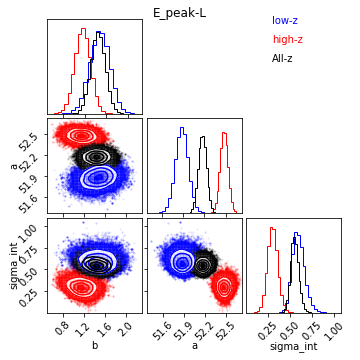 E_peak-L
low-z
high-z
All-z
52.5
52.2
51.9
51.6
a
1.00
0.75
0.50
0.25
sigma_int
0.8 1.2 1.6 2.0
b
51.6 51.9 52.2 52.5
a
0.25 0.50 0.75 1.00
sigma_int